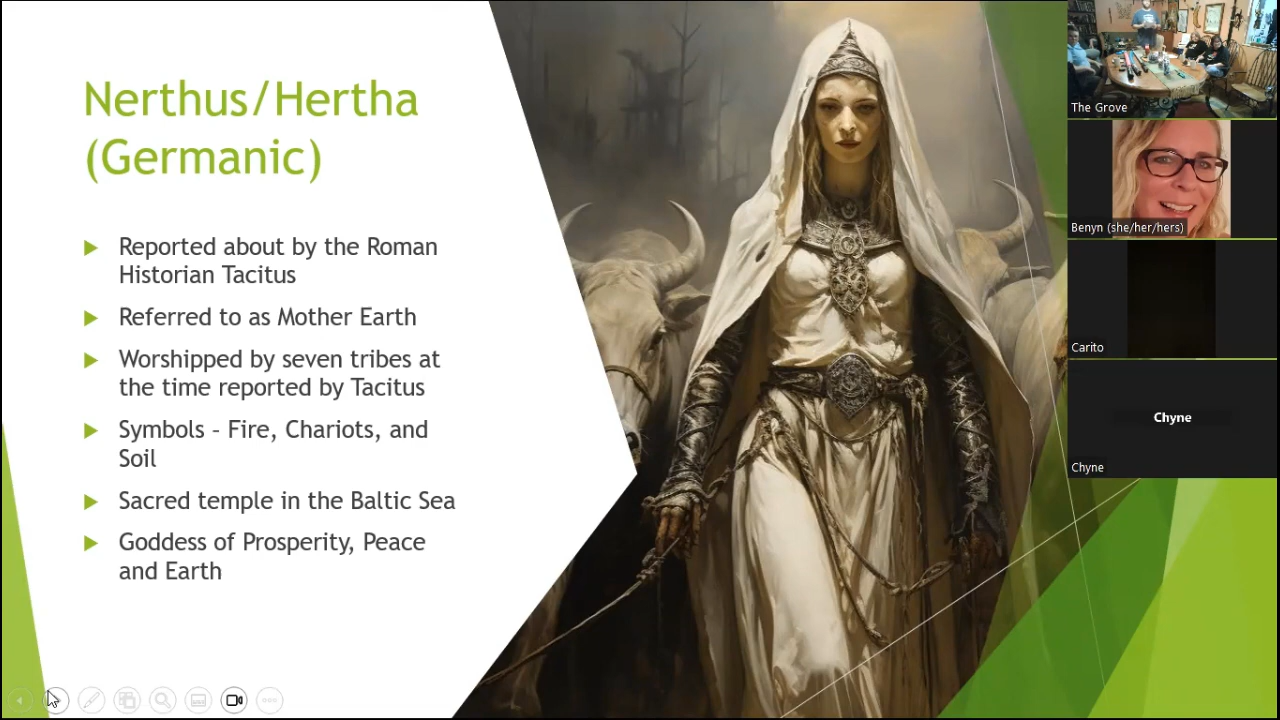 Nerthus/Hertha
(Germanic)
Reported about by the Roman
Historian Tacitus
Referred to as Mother Earth
Worshipped by seven tribes at
the time reported by Tacitus
Symbols - Fire, Chariots, and
Soil
Sacred temple in the Baltic Sea
Goddess of Prosperity, Peace
and Earth
The Grove
Benyn (she/her/hers)
Carito
Chyne
Chyne